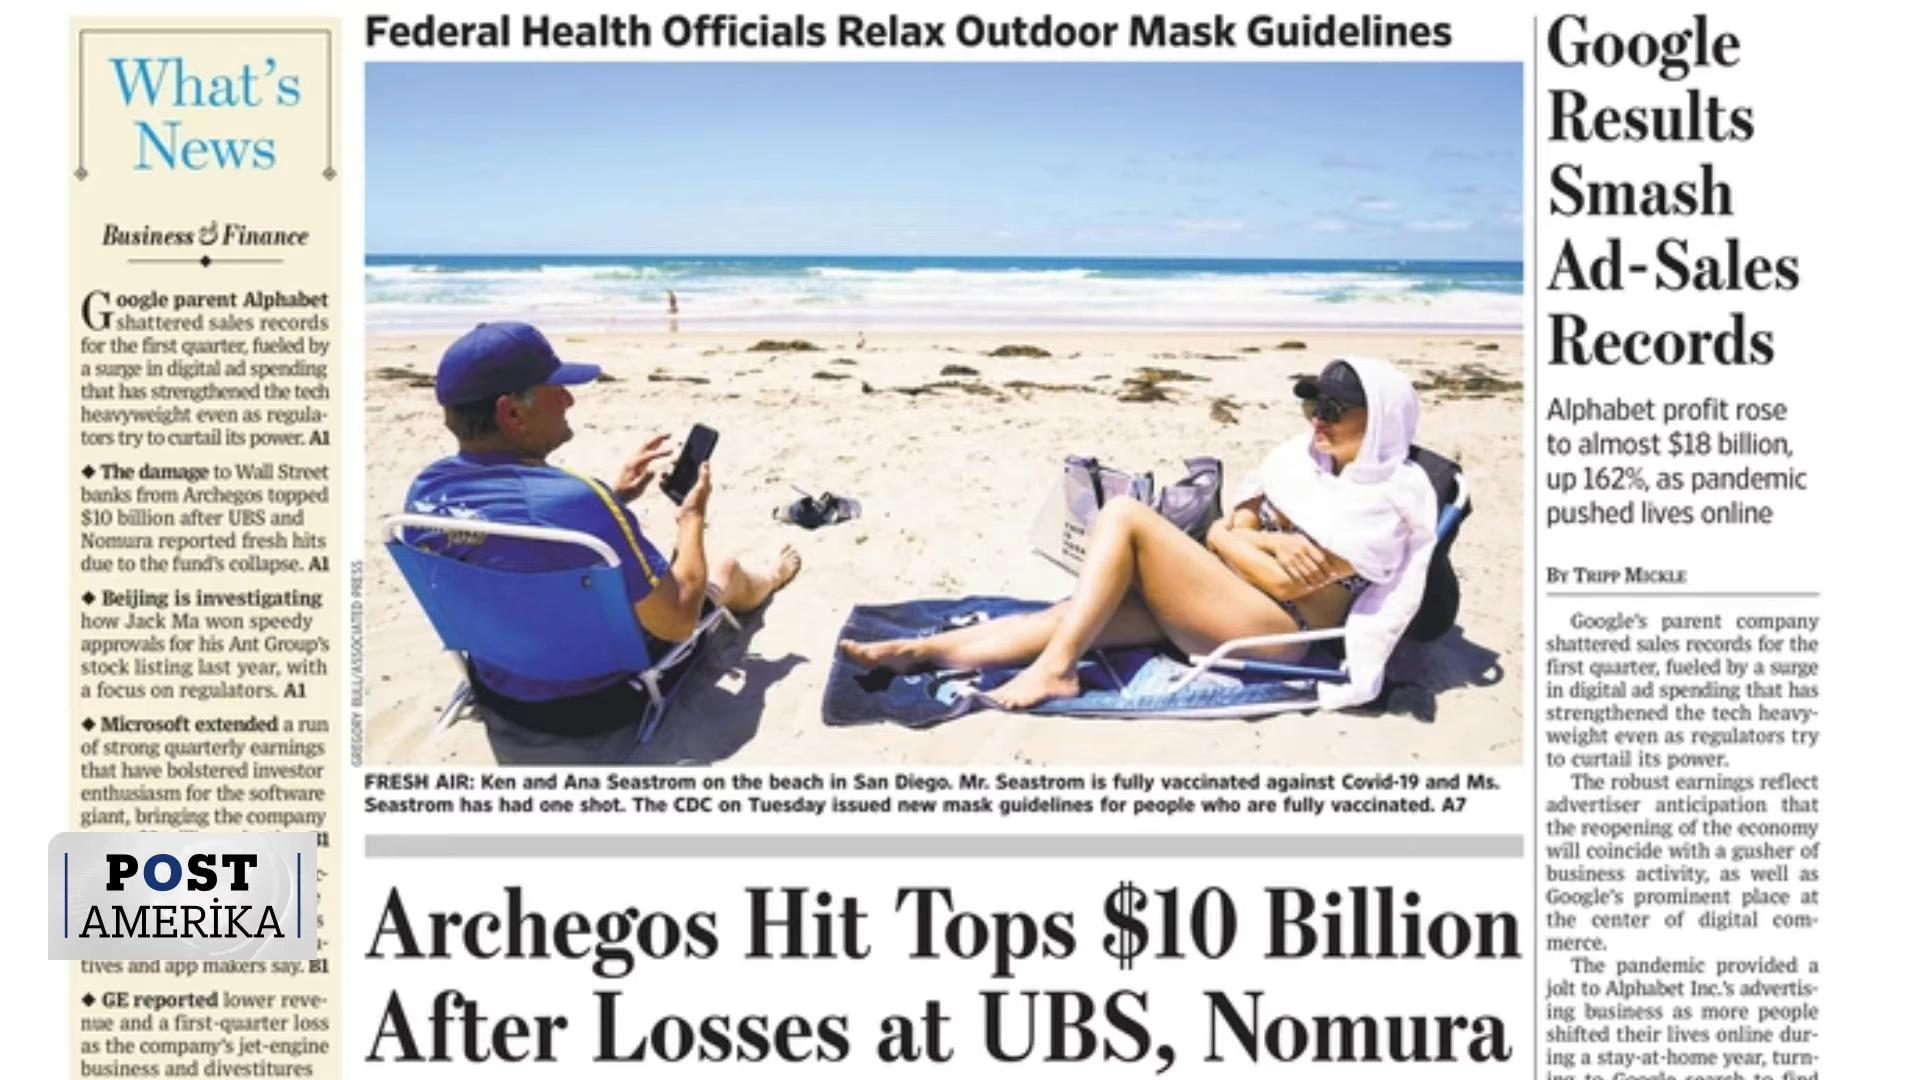 What's
News
Business & Finance
Google parent Alphabet
shattered sales records
for the first quarter, fueled by
a surge in digital ad spending
that has strengthened the tech
heavyweight even as regula-
tors try to curtail its power. A1
◆ The damage to Wall Street
banks from Archegos topped
$10 billion after UBS and
Nomura reported fresh hits
due to the fund's collapse. A1
◆ Beijing is investigating
how Jack Ma won speedy
approvals for his Ant Group's
stock listing last year, with
a focus on regulators. A1
◆ Microsoft extended a run
of strong quarterly earnings
that have bolstered investor
enthusiasm for the software
giant, bringing the company
B1
tives and app makers say. B1
◆ GE reported lower reve-
nue and a first-quarter loss
as the company's jet-engine
business and divestitures
POST
AMERİKA
Federal Health Officials Relax Outdoor Mask Guidelines
GREGORY BULL/ASSOCIATED PRESS
FRESH AIR: Ken and Ana Seastrom on the beach in San Diego. Mr. Seastrom is fully vaccinated against Covid-19 and Ms.
Seastrom has had one shot. The CDC on Tuesday issued new mask guidelines for people who are fully vaccinated. A7
Archegos Hit Tops $10 Billion
After Losses at UBS, Nomura
Google
Results
Smash
Ad-Sales
Records
Alphabet profit rose
to almost $18 billion,
up 162%, as pandemic
pushed lives online
BY TRIPP MICKLE
Google's parent company
shattered sales records for the
first quarter, fueled by a surge
in digital ad spending that has
strengthened the tech heavy-
weight even as regulators try
to curtail its power.
The robust earnings reflect
advertiser anticipation that
the reopening of the economy
will coincide with a gusher of
business activity, as well as
Google's prominent place at
the center of digital com-
merce.
The pandemic provided a
jolt to Alphabet Inc.'s advertis-
ing business as more people
shifted their lives online dur-
ing a stay-at-home year, turn-
ing to Google search to find